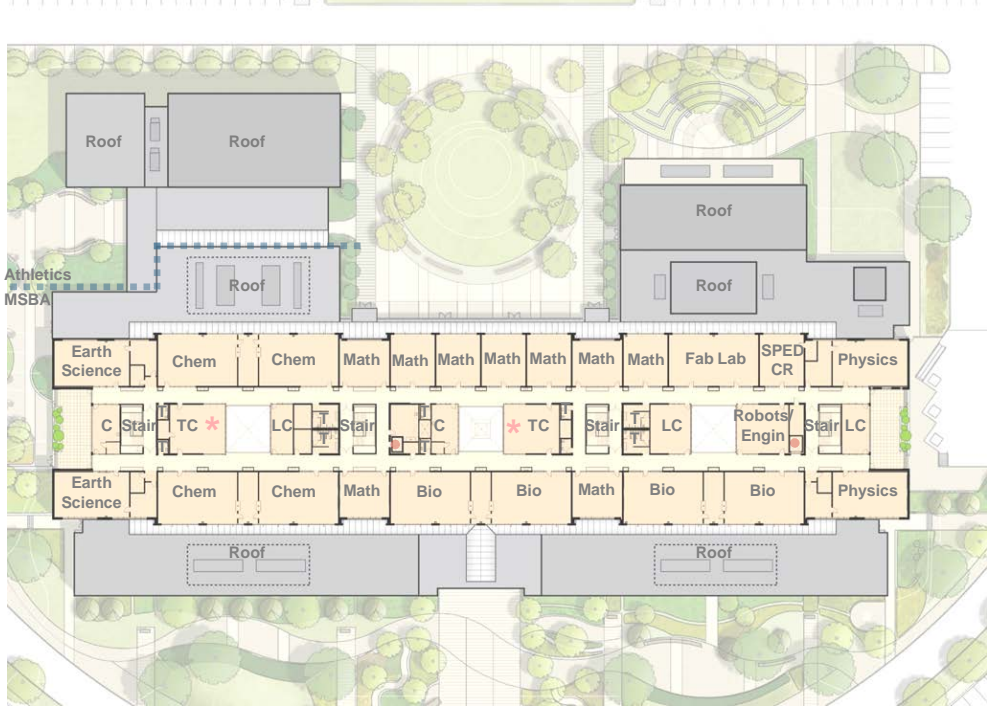 Roof
Roof
Roof
Athletics
MSBA
Roof
Roof
Earth
Science
Chem
Chem
Math
Math
Math
Math
Math
Math
Math
Fab Lab
SPED
CR
Physics
C
Stair
TC *
LC
Stair
C
* TC
Stair
LC
Robots/
Engin
Stair
LC
Earth
Science
Chem
Chem
Math
Bio
Bio
Math
Bio
Bio
Physics
Roof
Roof